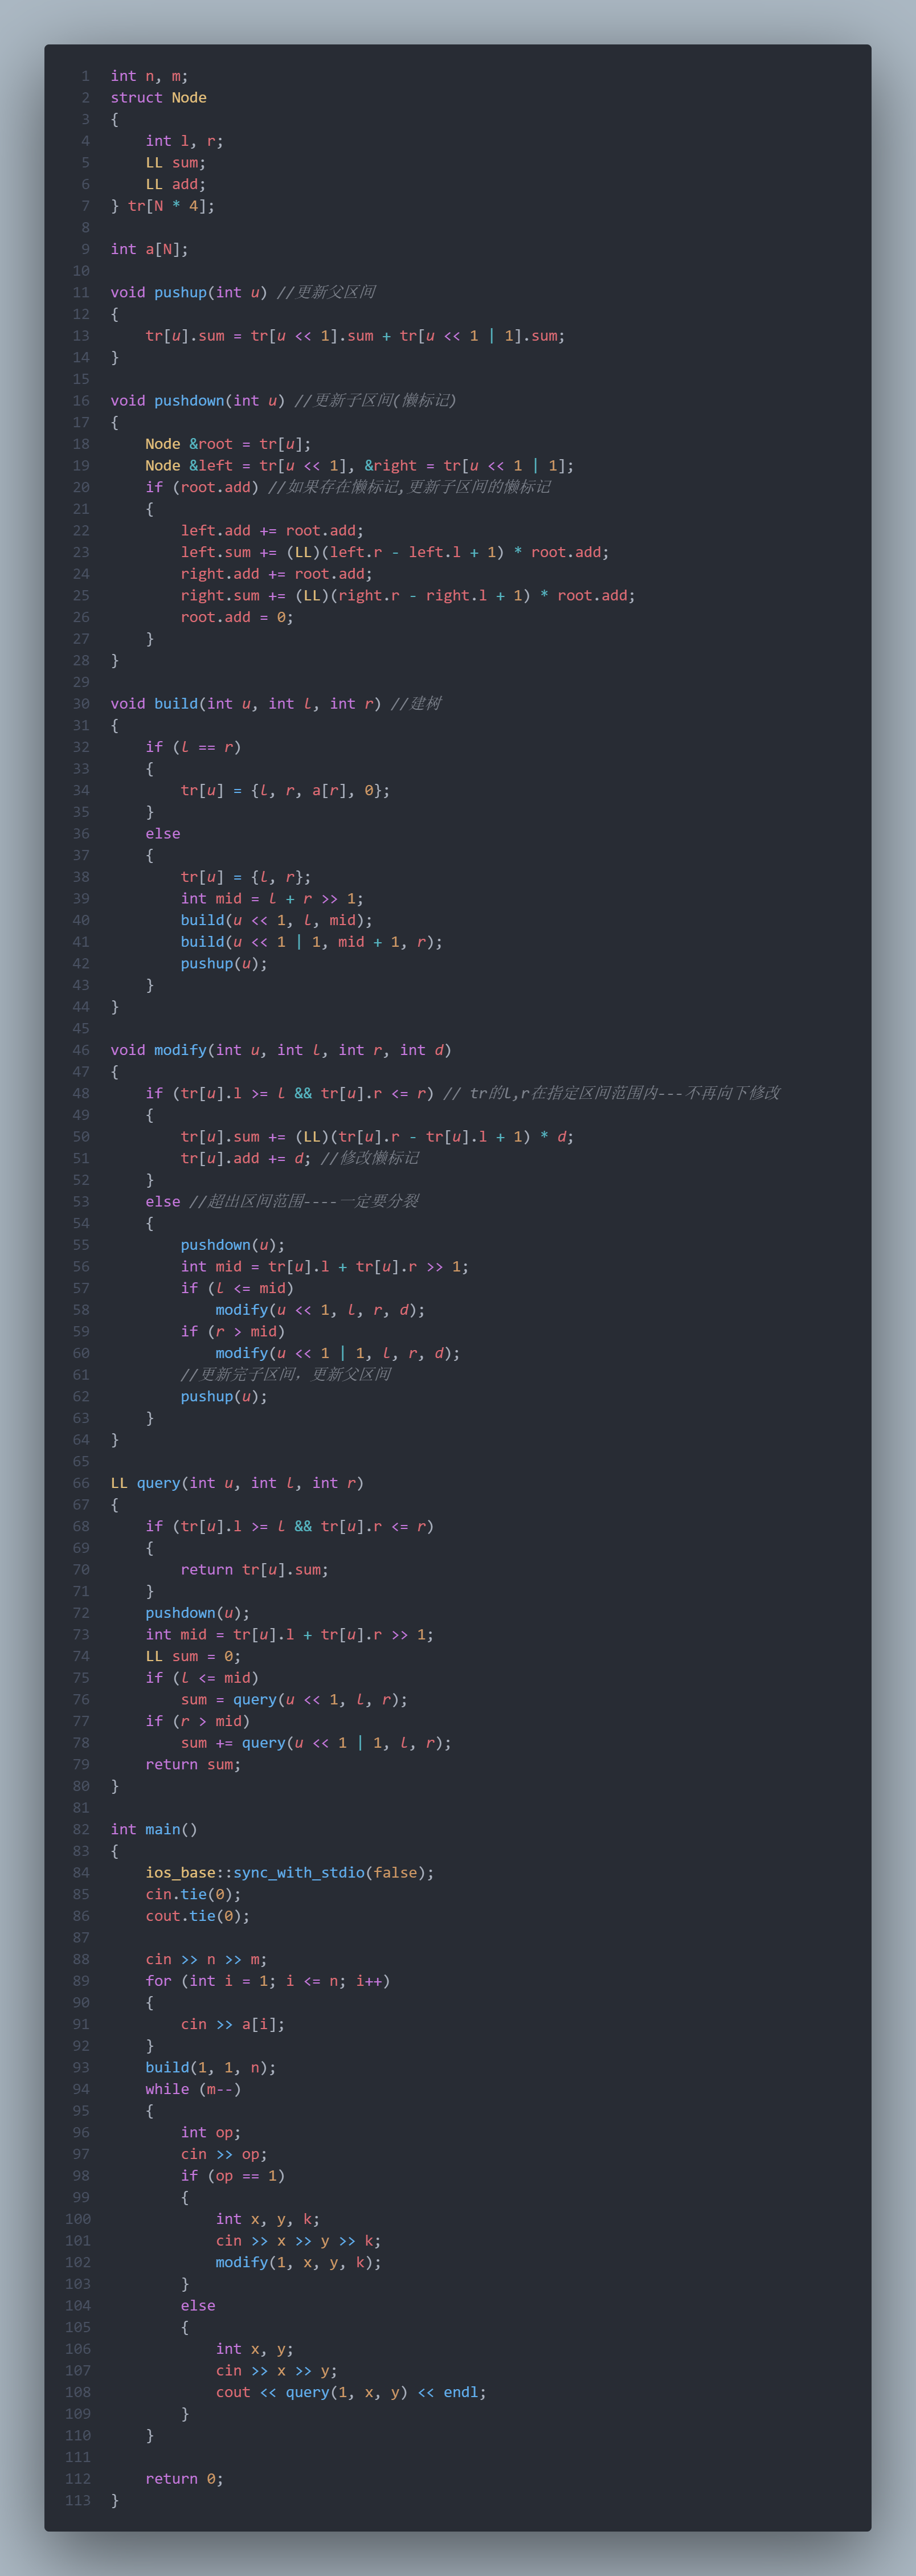 1 int n, m;
2 struct Node
3 {
4     int l, r;
5     LL sum;
6     LL add;
7 } tr[N * 4];
8
9 int a[N];
10
11 void pushup(int u) //更新父区间
12 {
13     tr[u].sum = tr[u << 1].sum + tr[u << 1 | 1].sum;
14 }
15
16 void pushdown(int u) //更新子区间(懒标记)
17 {
18     Node &root = tr[u];
19     Node &left = tr[u << 1], &right = tr[u << 1 | 1];
20     if (root.add) //如果存在懒标记,更新子区间的懒标记
21     {
22         left.add += root.add;
23         left.sum += (LL)(left.r - left.l + 1) * root.add;
24         right.add += root.add;
25         right.sum += (LL)(right.r - right.l + 1) * root.add;
26         root.add = 0;
27     }
28 }
29
30 void build(int u, int l, int r) //建树
31 {
32     if (l == r)
33     {
34         tr[u] = {l, r, a[r], 0};
35     }
36     else
37     {
38         tr[u] = {l, r};
39         int mid = l + r >> 1;
40         build(u << 1, l, mid);
41         build(u << 1 | 1, mid + 1, r);
42         pushup(u);
43     }
44 }
45
46 void modify(int u, int l, int r, int d)
47 {
48     if (tr[u].l >= l && tr[u].r <= r) // tr的l,r在指定区间范围内---不再向下修改
49     {
50         tr[u].sum += (LL)(tr[u].r - tr[u].l + 1) * d;
51         tr[u].add += d; //修改懒标记
52     }
53     else //超出区间范围----一定要分裂
54     {
55         pushdown(u);
56         int mid = tr[u].l + tr[u].r >> 1;
57         if (l <= mid)
58             modify(u << 1, l, r, d);
59         if (r > mid)
60             modify(u << 1 | 1, l, r, d);
61         //更新完子区间，更新父区间
62         pushup(u);
63     }
64 }
65
66 LL query(int u, int l, int r)
67 {
68     if (tr[u].l >= l && tr[u].r <= r)
69     {
70         return tr[u].sum;
71     }
72     pushdown(u);
73     int mid = tr[u].l + tr[u].r >> 1;
74     LL sum = 0;
75     if (l <= mid)
76         sum = query(u << 1, l, r);
77     if (r > mid)
78         sum += query(u << 1 | 1, l, r);
79     return sum;
80 }
81
82 int main()
83 {
84     ios_base::sync_with_stdio(false);
85     cin.tie(0);
86     cout.tie(0);
87
88     cin >> n >> m;
89     for (int i = 1; i <= n; i++)
90     {
91         cin >> a[i];
92     }
93     build(1, 1, n);
94     while (m--)
95     {
96         int op;
97         cin >> op;
98         if (op == 1)
99         {
100             int x, y, k;
101             cin >> x >> y >> k;
102             modify(1, x, y, k);
103         }
104         else
105         {
106             int x, y;
107             cin >> x >> y;
108             cout << query(1, x, y) << endl;
109         }
110     }
111
112     return 0;
113 }